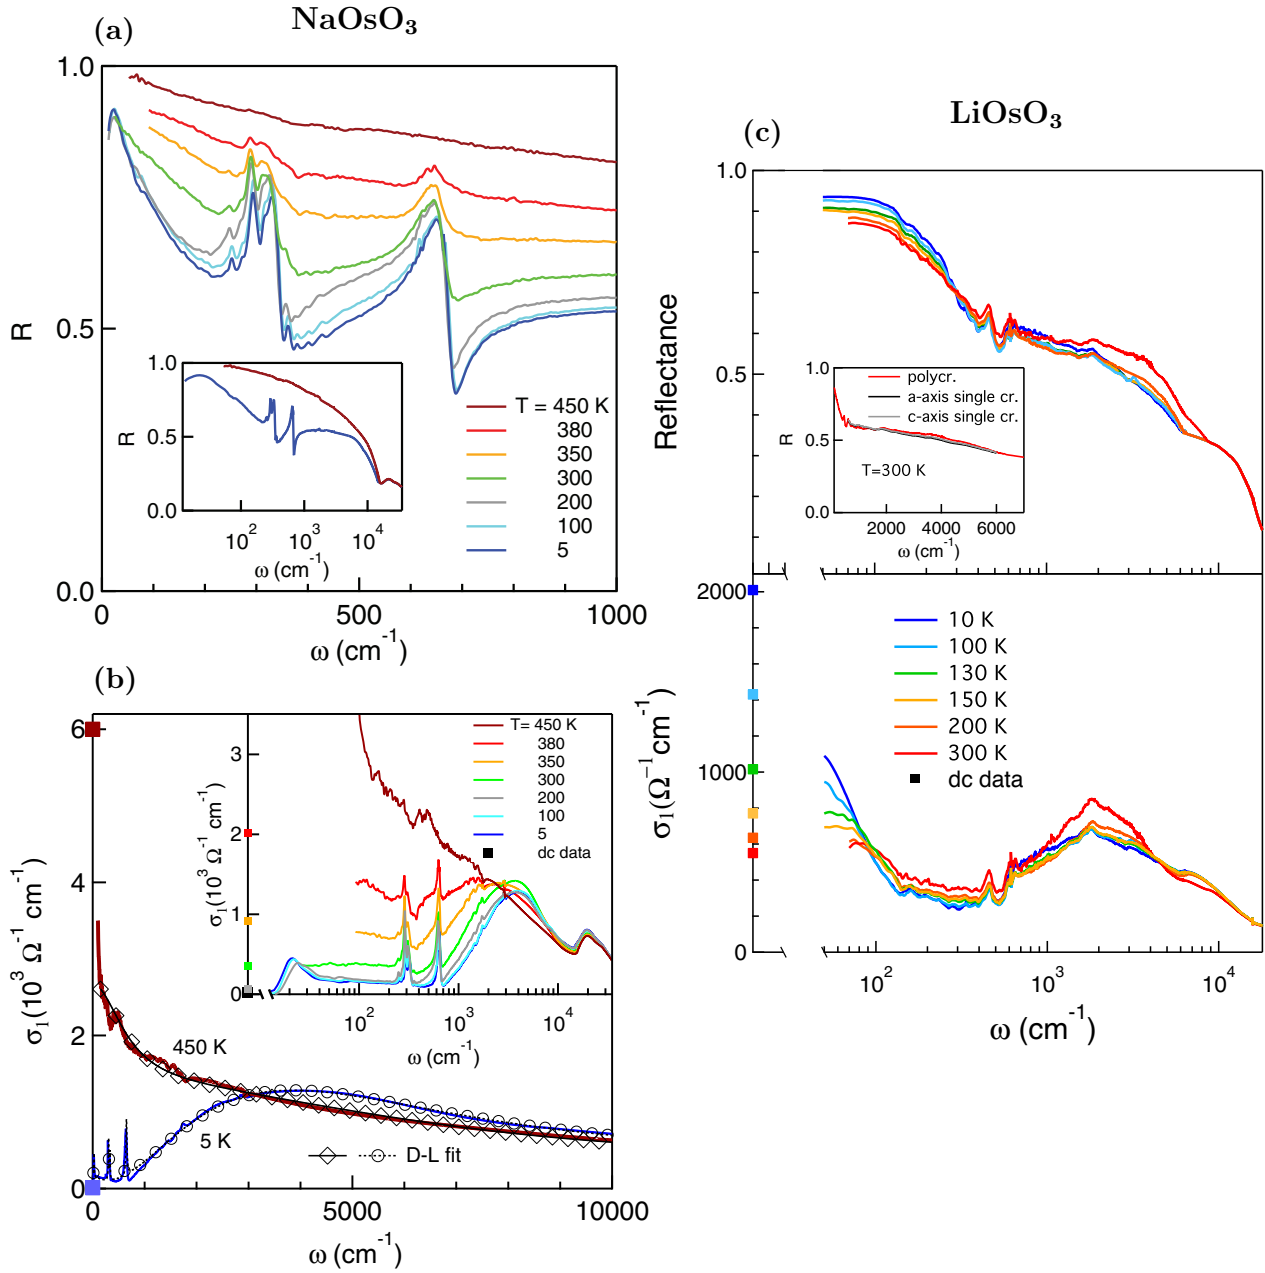 NaOsO3
(a)
1.0
0.5
0.0
R
0
500
1000
ω (cm-1)
T = 450 K
380
350
300
200
100
5
1.0
0.5
0.0
R
10^2
10^3
10^4
ω (cm-1)
(b)
6
4
2
0
σ1(10^3 Ω-1 cm-1)
0
5000
10000
ω (cm-1)
450 K
5 K
D-L fit
3
2
1
0
σ1(10^3 Ω-1 cm-1)
10^2
10^3
10^4
ω (cm-1)
T= 450 K
380
350
300
200
100
5
dc data
LiOsO3
(c)
1.0
0.5
Reflectance
1.0
0.5
0.0
R
polycr.
a-axis single cr.
c-axis single cr.
T=300 K
2000
4000
6000
ω (cm-1)
2000
1000
0
σ1(Ω-1cm-1)
10 K
100 K
130 K
150 K
200 K
300 K
dc data
10^2
10^3
10^4
ω (cm-1)